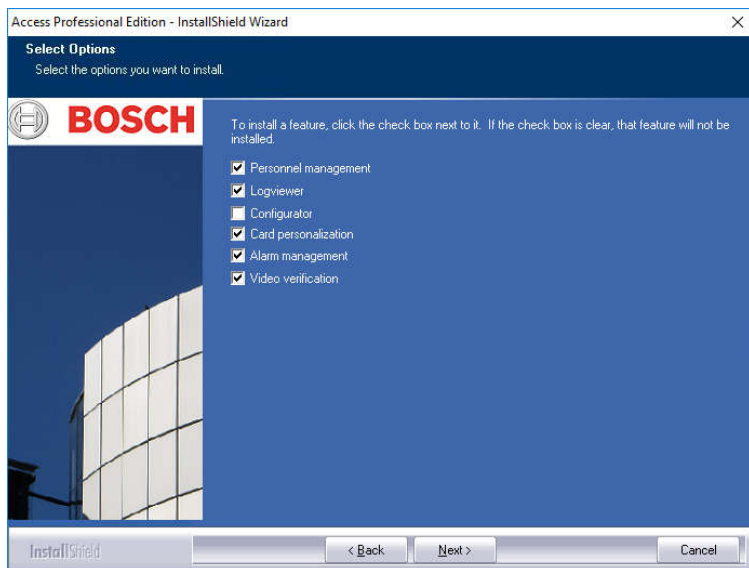 Access Professional Edition - InstallShield Wizard
Select Options
Select the options you want to install.
BOSCH
To install a feature, click the check box next to it. If the check box is clear, that feature will not be
installed.
Personnel management
Logviewer
Configurator
Card personalization
Alarm management
Video verification
InstallShield
< Back
Next >
Cancel